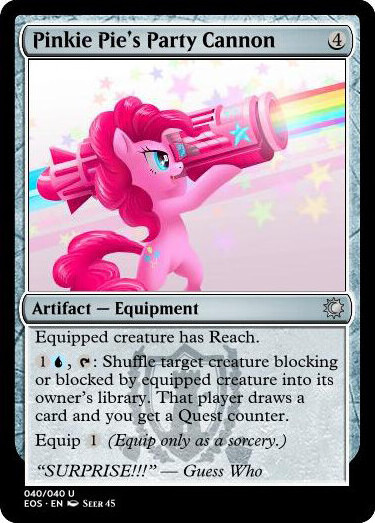 Pinkie Pie's Party Cannon 4
Artifact — Equipment
Equipped creature has Reach.
1, : Shuffle target creature blocking
or blocked by equipped creature into its
owner's library. That player draws a
card and you get a Quest counter.
Equip 1 (Equip only as a sorcery.)
“SURPRISE!!!” — Guess Who
040/040 U
EOS · EN SEER 45